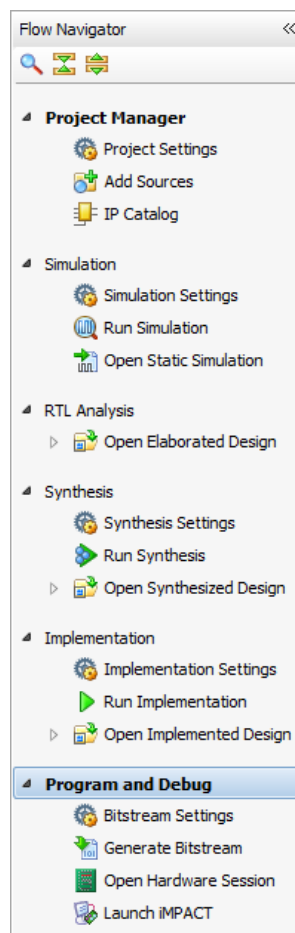 Flow Navigator
Project Manager
Project Settings
Add Sources
IP Catalog
Simulation
Simulation Settings
Run Simulation
Open Static Simulation
RTL Analysis
Open Elaborated Design
Synthesis
Synthesis Settings
Run Synthesis
Open Synthesized Design
Implementation
Implementation Settings
Run Implementation
Open Implemented Design
Program and Debug
Bitstream Settings
Generate Bitstream
Open Hardware Session
Launch iMPACT